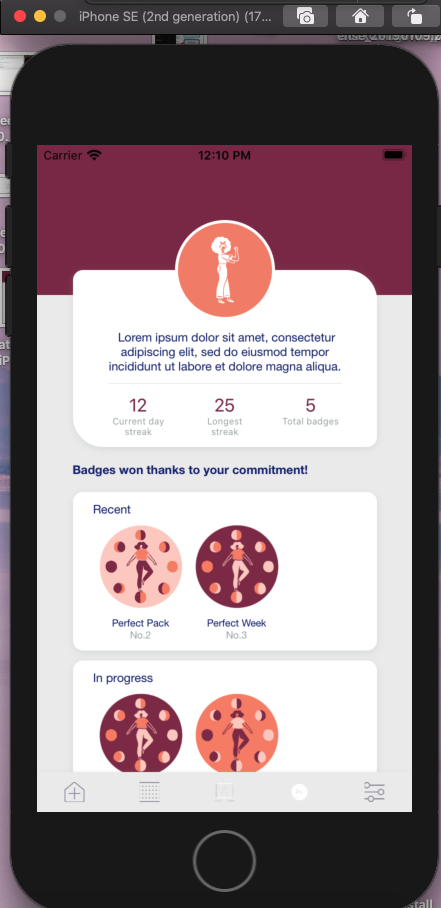 iPhone SE (2nd generation) (17...
Carrier
12:10 PM
Lorem ipsum dolor sit amet, consectetur
adipiscing elit, sed do eiusmod tempor
incididunt ut labore et dolore magna aliqua.
12
25
5
Current day
streak
Longest
streak
Total badges
Badges won thanks to your commitment!
Recent
Perfect Pack
No.2
Perfect Week
No.3
In progress